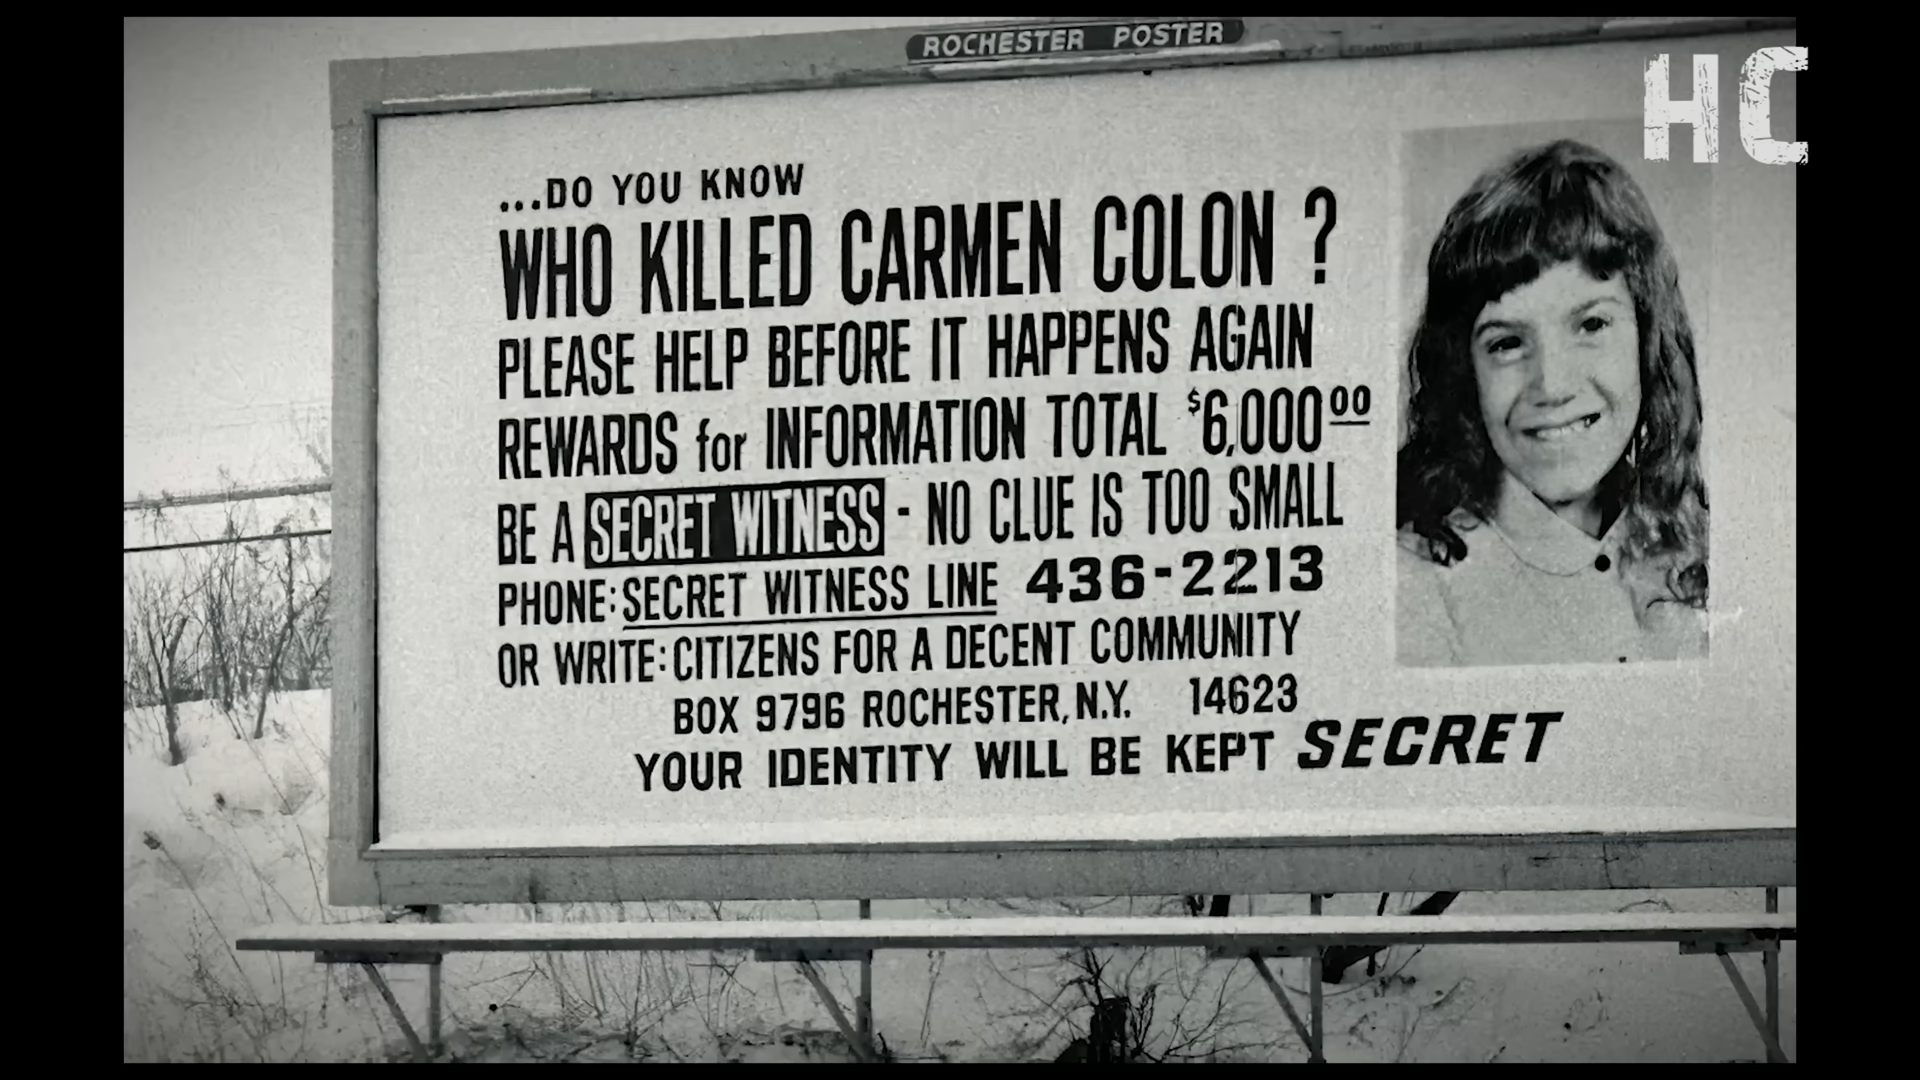 ROCHESTER POSTER
HC
...DO YOU KNOW
WHO KILLED CARMEN COLON ?
PLEASE HELP BEFORE IT HAPPENS AGAIN
REWARDS for INFORMATION TOTAL $6,000 00
BE A SECRET WITNESS - NO CLUE IS TOO SMALL
PHONE: SECRET WITNESS LINE 436-2213
OR WRITE: CITIZENS FOR A DECENT COMMUNITY
BOX 9796 ROCHESTER, N.Y. 14623
YOUR IDENTITY WILL BE KEPT SECRET